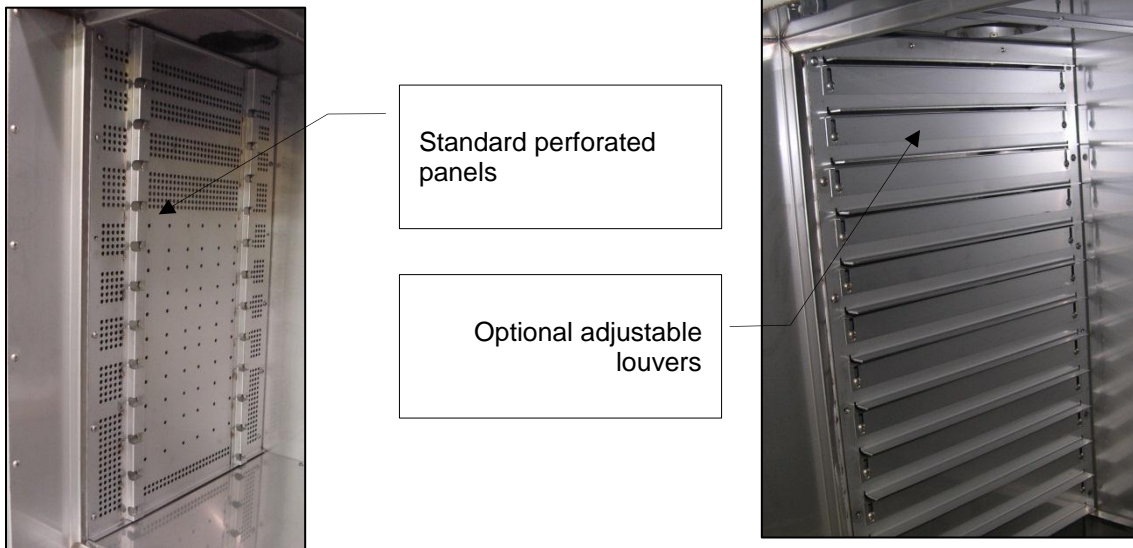 Standard perforated
panels
Optional adjustable
louvers